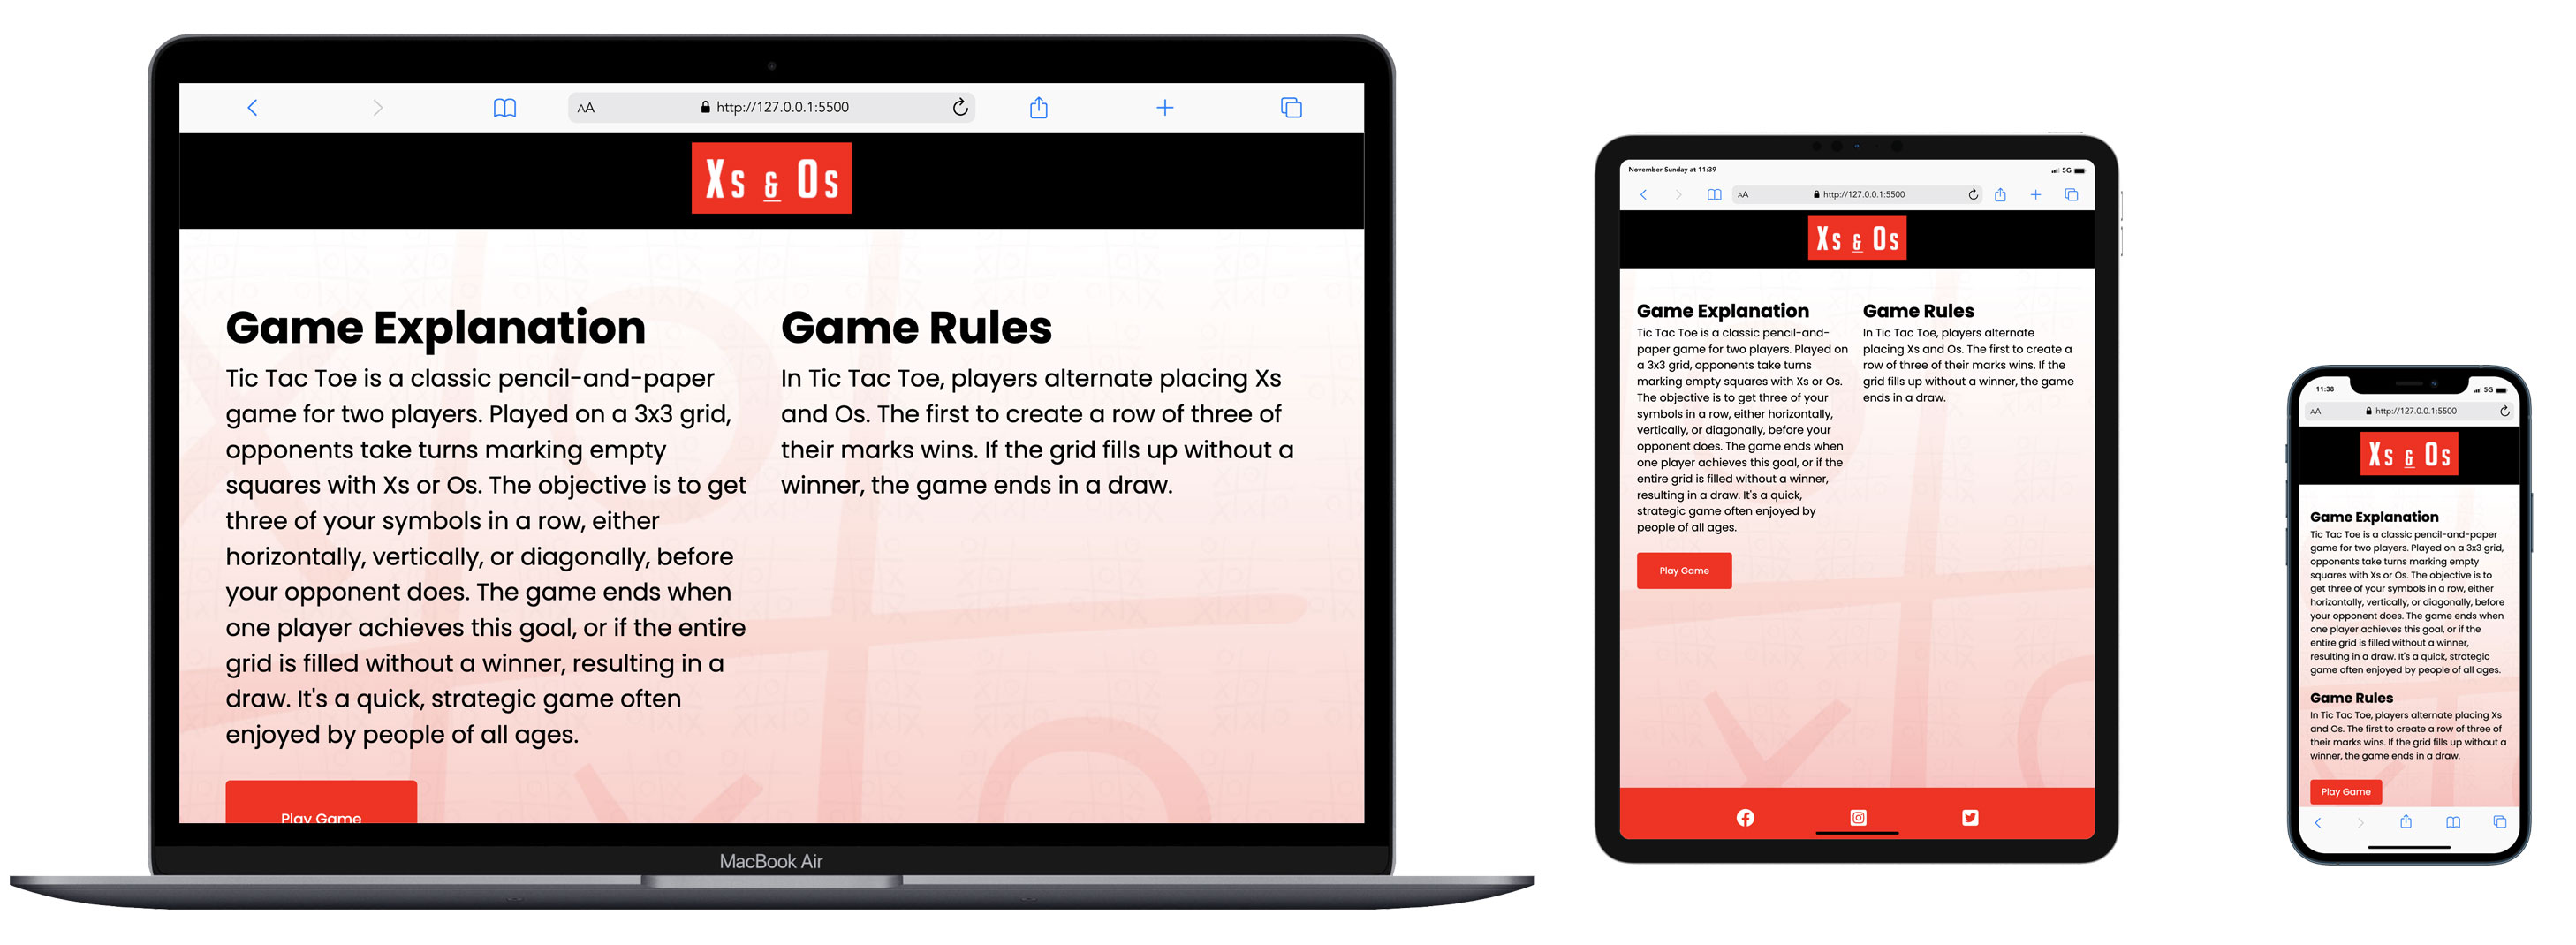 AA http://127.0.0.1:5500
Xs & Os
Game Explanation
Tic Tac Toe is a classic pencil-and-paper
game for two players. Played on a 3x3 grid,
opponents take turns marking empty
squares with Xs or Os. The objective is to get
three of your symbols in a row, either
horizontally, vertically, or diagonally, before
your opponent does. The game ends when
one player achieves this goal, or if the entire
grid is filled without a winner, resulting in a
draw. It's a quick, strategic game often
enjoyed by people of all ages.
Play Game
Game Rules
In Tic Tac Toe, players alternate placing Xs
and Os. The first to create a row of three of
their marks wins. If the grid fills up without a
winner, the game ends in a draw.
MacBook Air
November Sunday at 11:39 5G
AA http://127.0.0.1:5500
Xs & Os
Game Explanation
Tic Tac Toe is a classic pencil-and-
paper game for two players. Played on
a 3x3 grid, opponents take turns
marking empty squares with Xs or Os.
The objective is to get three of your
symbols in a row, either horizontally,
vertically, or diagonally, before your
opponent does. The game ends when
one player achieves this goal, or if the
entire grid is filled without a winner,
resulting in a draw. It's a quick,
strategic game often enjoyed by
people of all ages.
Play Game
Game Rules
In Tic Tac Toe, players alternate
placing Xs and Os. The first to create a
row of three of their marks wins. If the
grid fills up without a winner, the game
ends in a draw.
11:38 5G
AA http://127.0.0.1:5500
Xs & Os
Game Explanation
Tic Tac Toe is a classic pencil-and-paper
game for two players. Played on a 3x3 grid,
opponents take turns marking empty
squares with Xs or Os. The objective is to
get three of your symbols in a row, either
horizontally, vertically, or diagonally, before
your opponent does. The game ends when
one player achieves this goal, or if the
entire grid is filled without a winner,
resulting in a draw. It's a quick, strategic
game often enjoyed by people of all ages.
Game Rules
In Tic Tac Toe, players alternate placing Xs
and Os. The first to create a row of three of
their marks wins. If the grid fills up without a
winner, the game ends in a draw.
Play Game